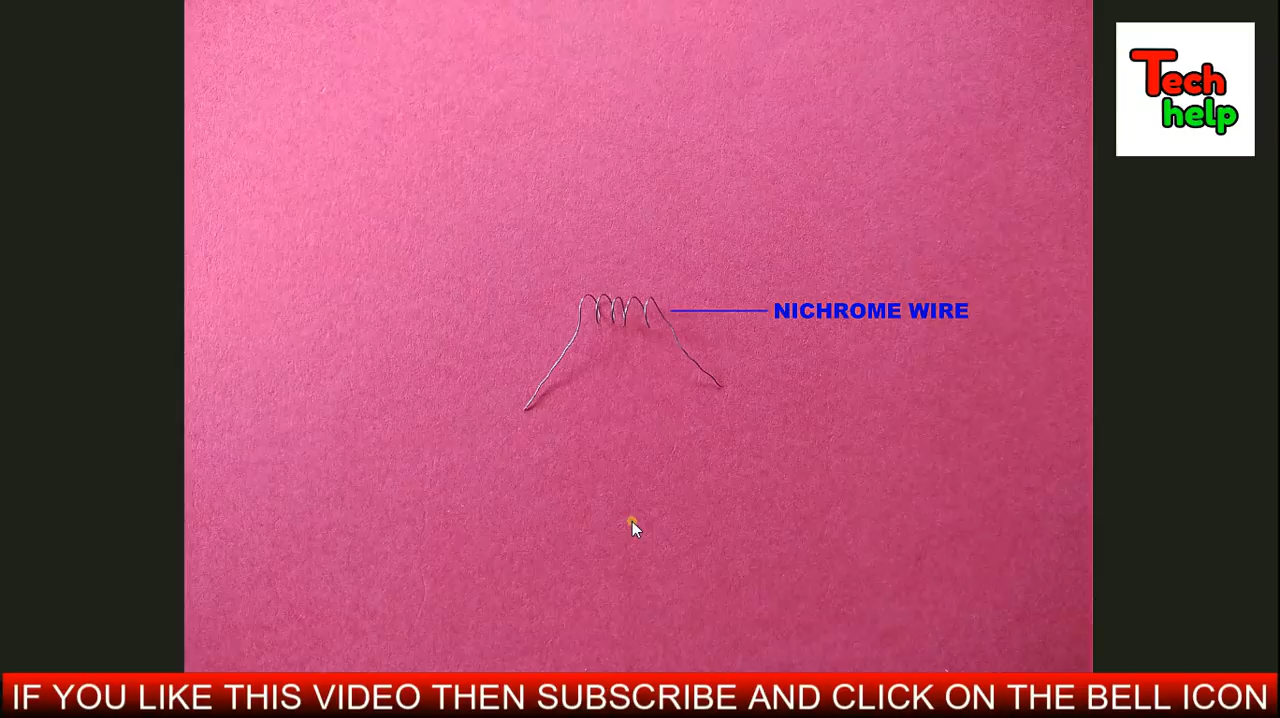 Tech
help
NICHROME WIRE
IF YOU LIKE THIS VIDEO THEN SUBSCRIBE AND CLICK ON THE BELL ICON